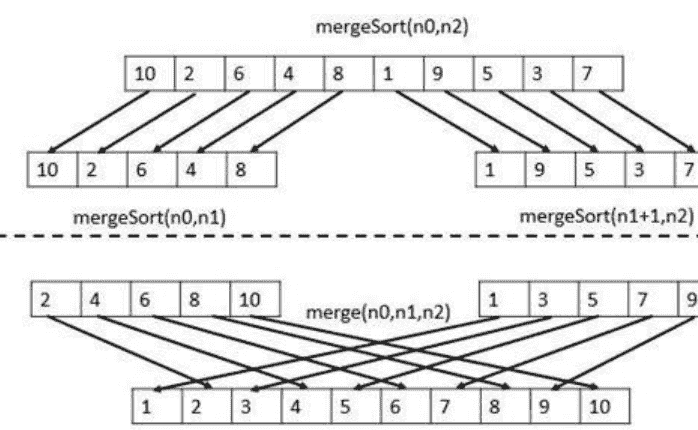 mergeSort(n0,n2)
10 2 6 4 8 1 9 5 3 7
10 2 6 4 8 1 9 5 3 7
mergeSort(n0,n1) mergeSort(n1+1,n2)
2 4 6 8 10 1 3 5 7 9
merge(n0,n1,n2)
1 2 3 4 5 6 7 8 9 10